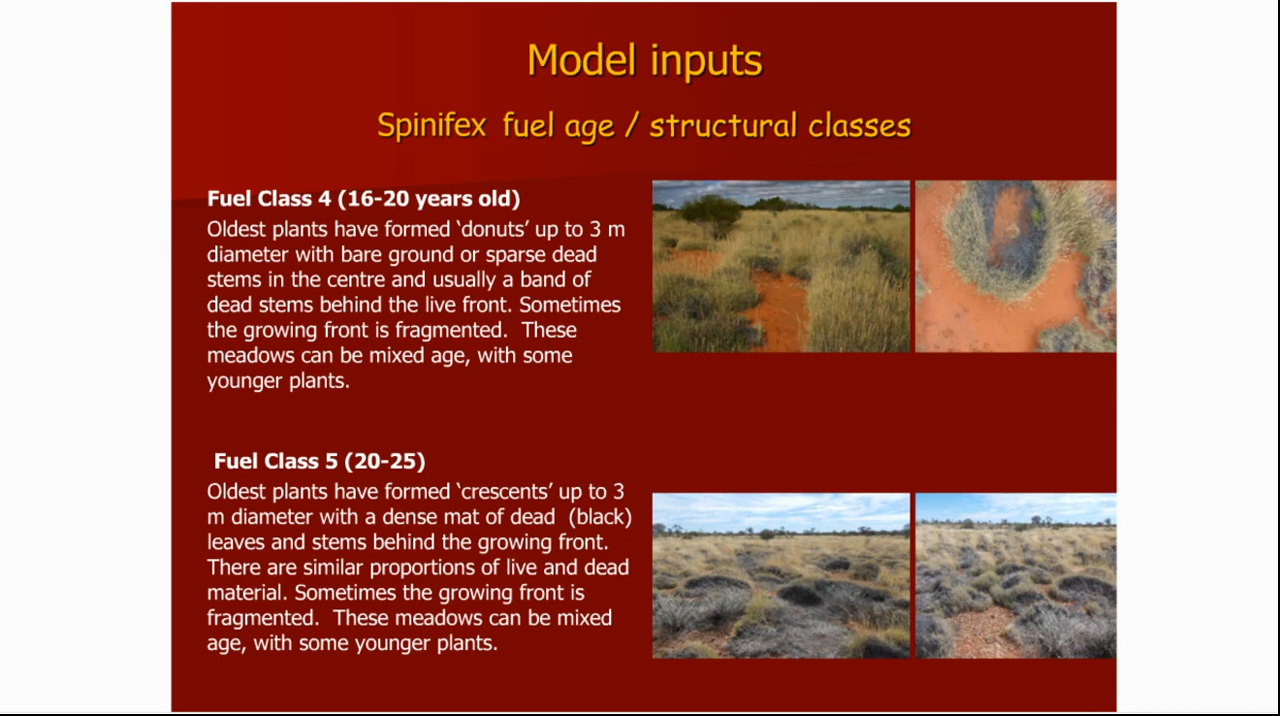 Model inputs
Spinifex fuel age / structural classes
Fuel Class 4 (16-20 years old)
Oldest plants have formed ‘donuts’ up to 3 m
diameter with bare ground or sparse dead
stems in the centre and usually a band of
dead stems behind the live front. Sometimes
the growing front is fragmented. These
meadows can be mixed age, with some
younger plants.
Fuel Class 5 (20-25)
Oldest plants have formed ‘crescents’ up to 3
m diameter with a dense mat of dead (black)
leaves and stems behind the growing front.
There are similar proportions of live and dead
material. Sometimes the growing front is
fragmented. These meadows can be mixed
age, with some younger plants.